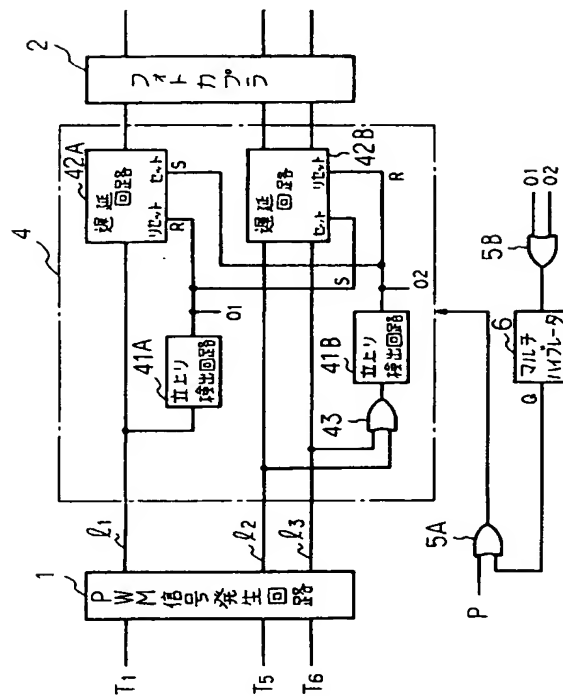 T1
T5
T6
1
PWM信号発生回路
l1
l2
l3
4
41A
立上り
検出回路
01
43
41B
立上り
検出回路
02
42A
遅延
回路
リセット
セット
R
S
42B
遅延
回路
セット
リセット
S
R
2
フォトカプラ
P
5A
Q
6
マルチ
バイブレータ
5B
01
02